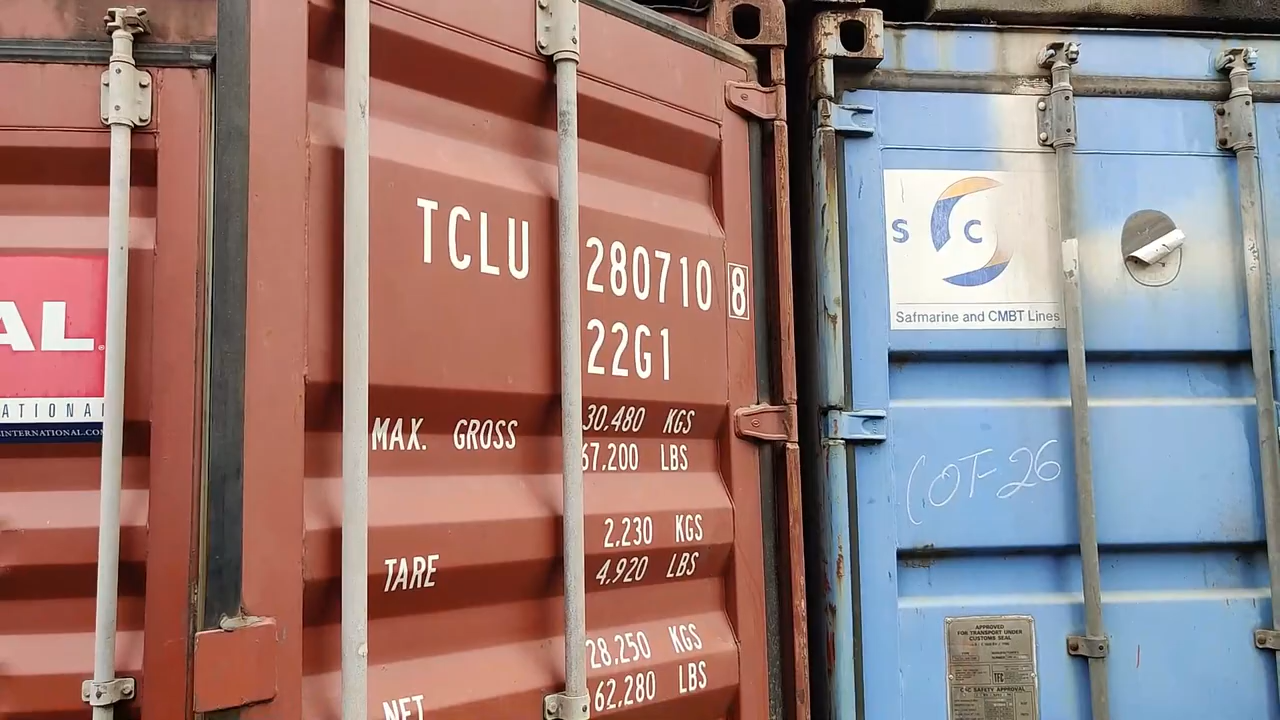 AL
ATIONAL
INTERNATIONAL.COM
TCLU 280710 8
22G1
MAX. GROSS 30,480 KGS
67,200 LBS
TARE 2,230 KGS
4,920 LBS
NET 28,250 KGS
62,280 LBS
S C
Safmarine and CMBT Lines
COT 26
APPROVED
FOR TRANSPORT UNDER
CUSTOMS SEAL
TFC
CSC SAFETY APPROVAL